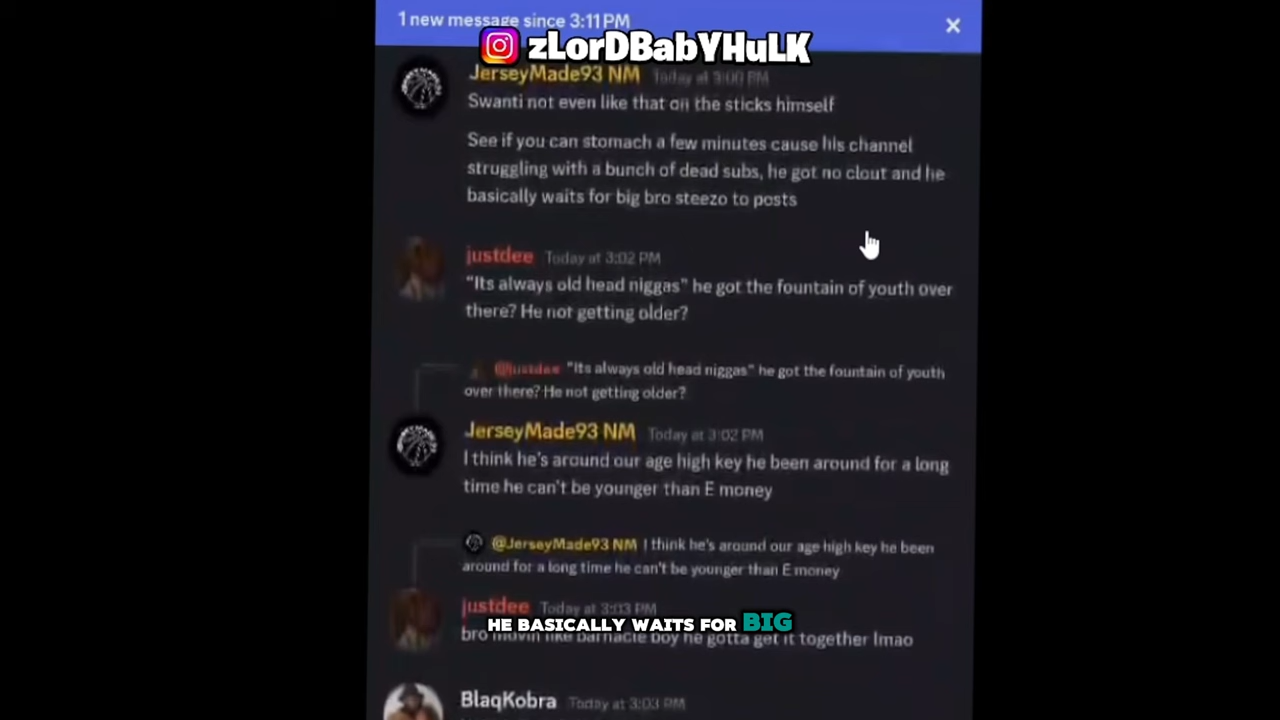 1 new message since 3:11 PM
zLorDBabYHuLK
JerseyMade93 NM Today at 3:00 PM
Swanti not even like that on the sticks himself
See if you can stomach a few minutes cause his channel
struggling with a bunch of dead subs, he got no clout and he
basically waits for big bro steezo to posts
justdee Today at 3:02 PM
"Its always old head niggas" he got the fountain of youth over
there? He not getting older?
@justdee "Its always old head niggas" he got the fountain of youth
over there? He not getting older?
JerseyMade93 NM Today at 3:02 PM
I think he's around our age high key he been around for a long
time he can't be younger than E money
@JerseyMade93 NM I think he's around our age high key he been
around for a long time he can't be younger than E money
justdee Today at 3:03 PM
HE BASICALLY WAITS FOR BIG
bro movin like barnacle boy he gotta get it together lmao
BlaqKobra Today at 3:03 PM